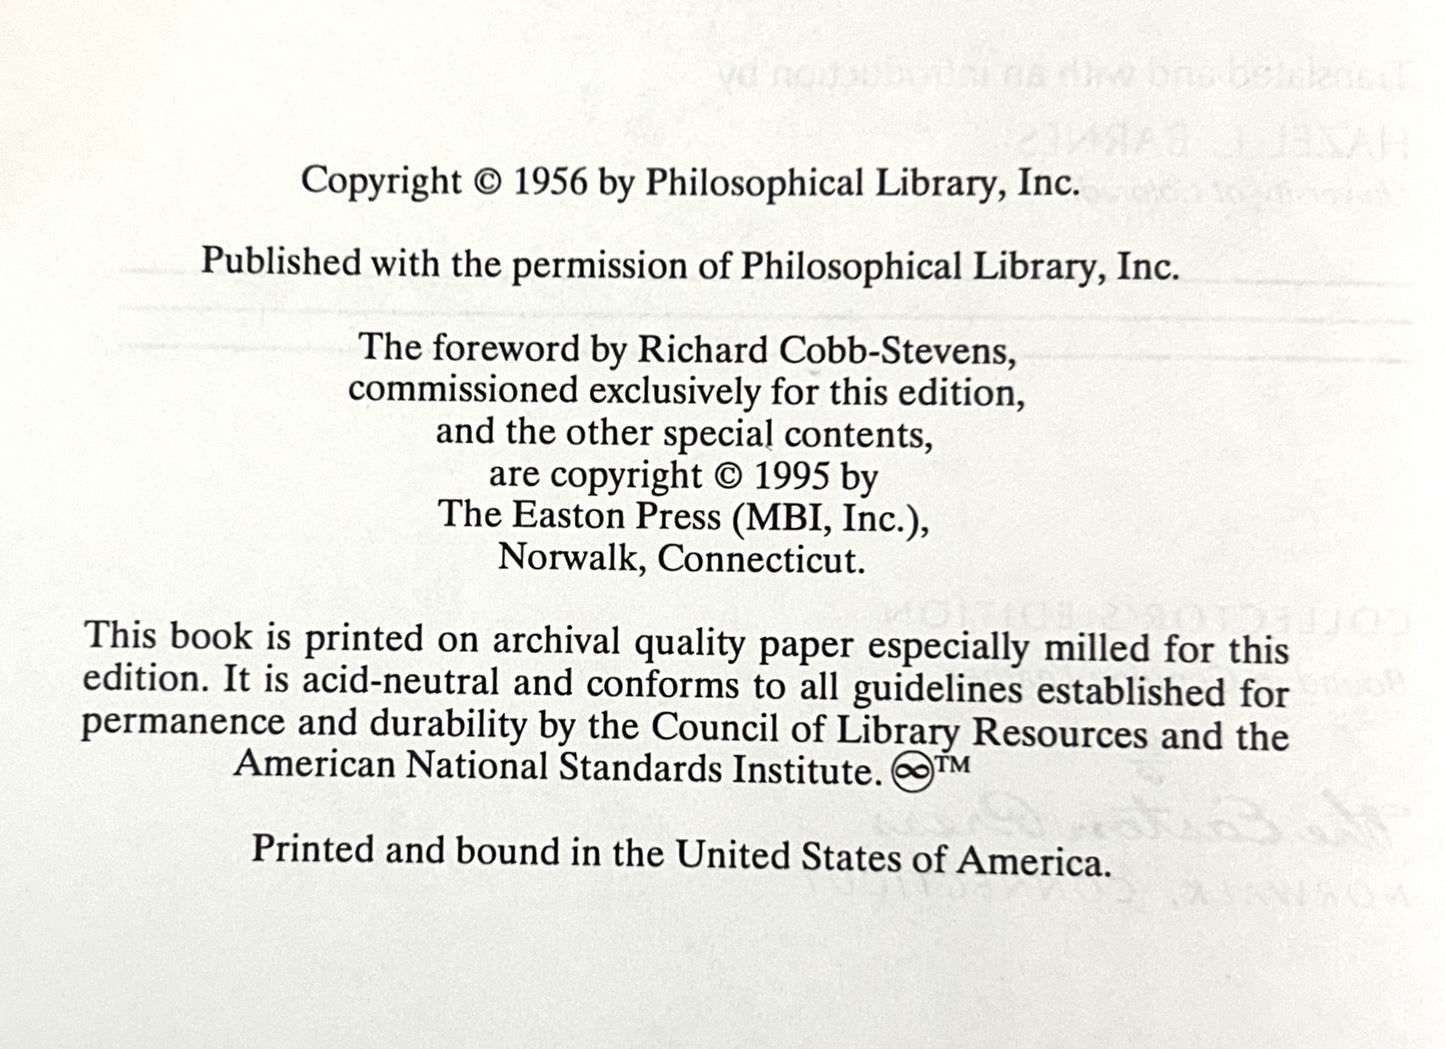 Copyright © 1956 by Philosophical Library, Inc.
Published with the permission of Philosophical Library, Inc.
The foreword by Richard Cobb-Stevens,
commissioned exclusively for this edition,
and the other special contents,
are copyright © 1995 by
The Easton Press (MBI, Inc.),
Norwalk, Connecticut.
This book is printed on archival quality paper especially milled for this
edition. It is acid-neutral and conforms to all guidelines established for
permanence and durability by the Council of Library Resources and the
American National Standards Institute. ♾™
Printed and bound in the United States of America.